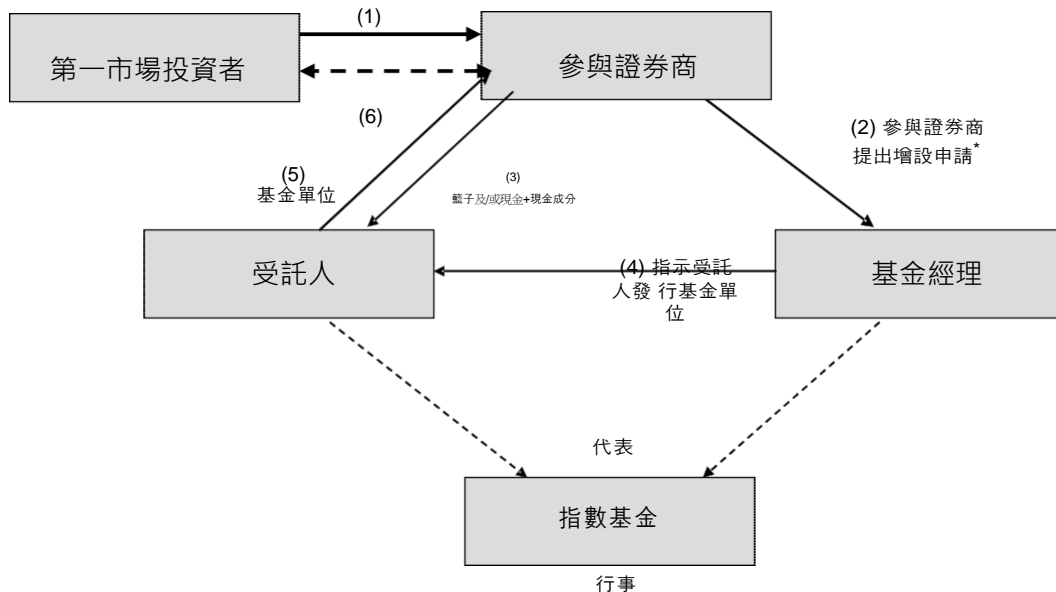 (1)
第一市場投資者
參與證券商
(6)
(2) 參與證券商
提出增設申請*
(5)
基金單位
(3)
籃子及/或現金+現金成分
受託人
(4) 指示受託
人發 行基金單
位
基金經理
代表
指數基金
行事